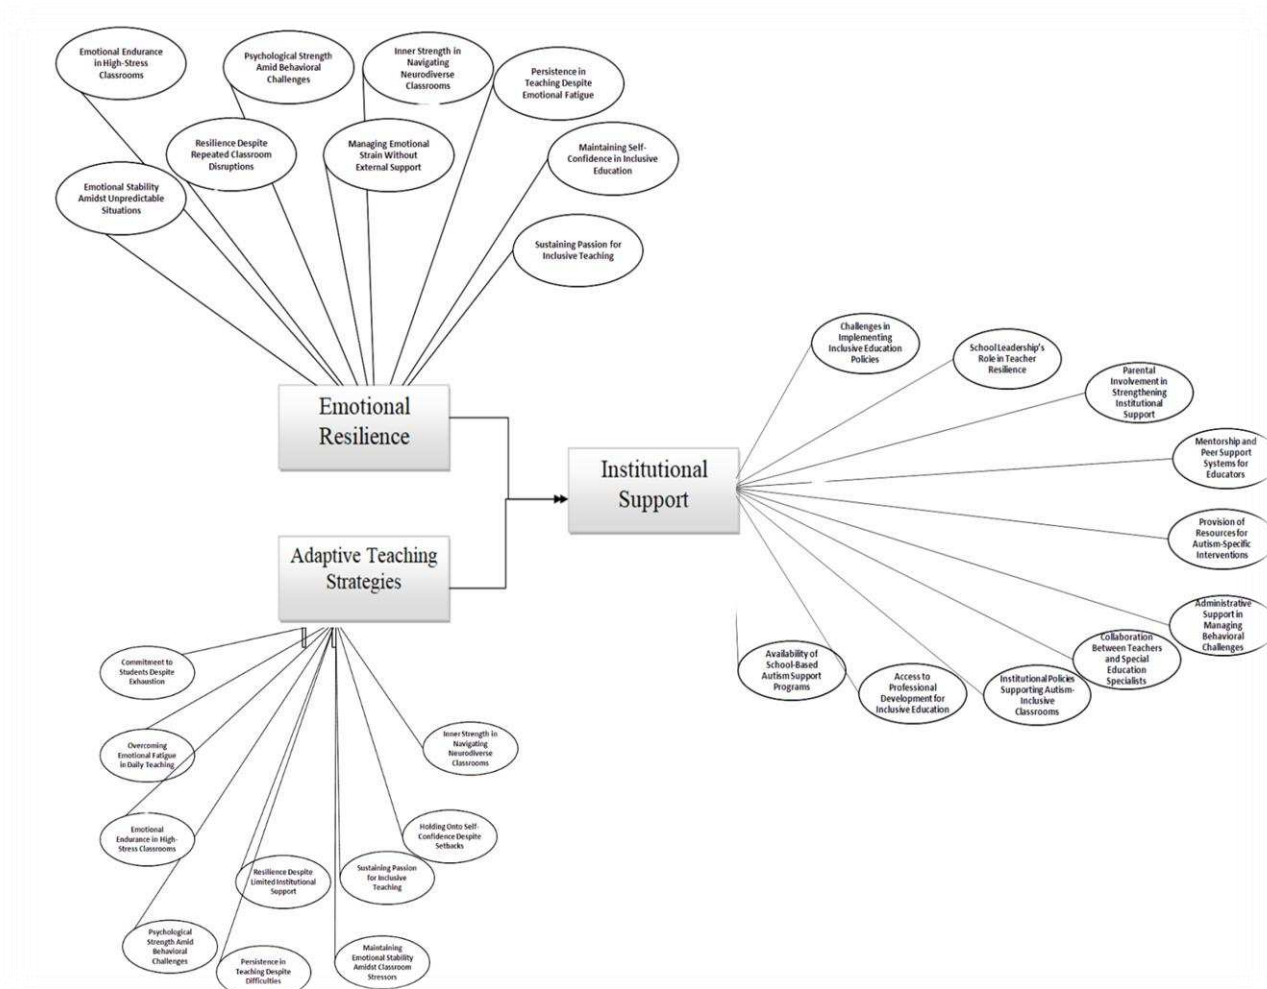 Emotional Endurance
in High-Stress
Classrooms
Psychological Strength
Amid Behavioral
Challenges
Inner Strength in
Navigating
Neurodiverse
Classrooms
Persistence in
Teaching Despite
Emotional Fatigue
Resilience Despite
Repeated Classroom
Disruptions
Managing Emotional
Strain Without
External Support
Maintaining Self-
Confidence in Inclusive
Education
Emotional Stability
Amidst Unpredictable
Situations
Sustaining Passion for
Inclusive Teaching
Emotional
Resilience
Adaptive Teaching
Strategies
Institutional
Support
Challenges in
Implementing
Inclusive Education
Policies
School Leadership's
Role in Teacher
Resilience
Parental
Involvement in
Strengthening
Institutional
Support
Mentorship and
Peer Support
Systems for
Educators
Provision of
Resources for
Autism-Specific
Interventions
Administrative
Support in
Managing
Behavioral
Challenges
Collaboration
Between Teachers
and Special
Education
Specialists
Institutional Policies
Supporting Autism-
Inclusive
Classrooms
Access to
Professional
Development for
Inclusive Education
Availability of
School-Based
Autism Support
Programs
Commitment to
Students Despite
Exhaustion
Overcoming
Emotional Fatigue
in Daily Teaching
Emotional
Endurance in High-
Stress Classrooms
Psychological
Strength Amid
Behavioral
Challenges
Persistence in
Teaching Despite
Difficulties
Resilience Despite
Limited Institutional
Support
Maintaining
Emotional Stability
Amidst Classroom
Stressors
Sustaining Passion
for Inclusive
Teaching
Holding Onto Self-
Confidence Despite
Setbacks
Inner Strength in
Navigating
Neurodiverse
Classrooms